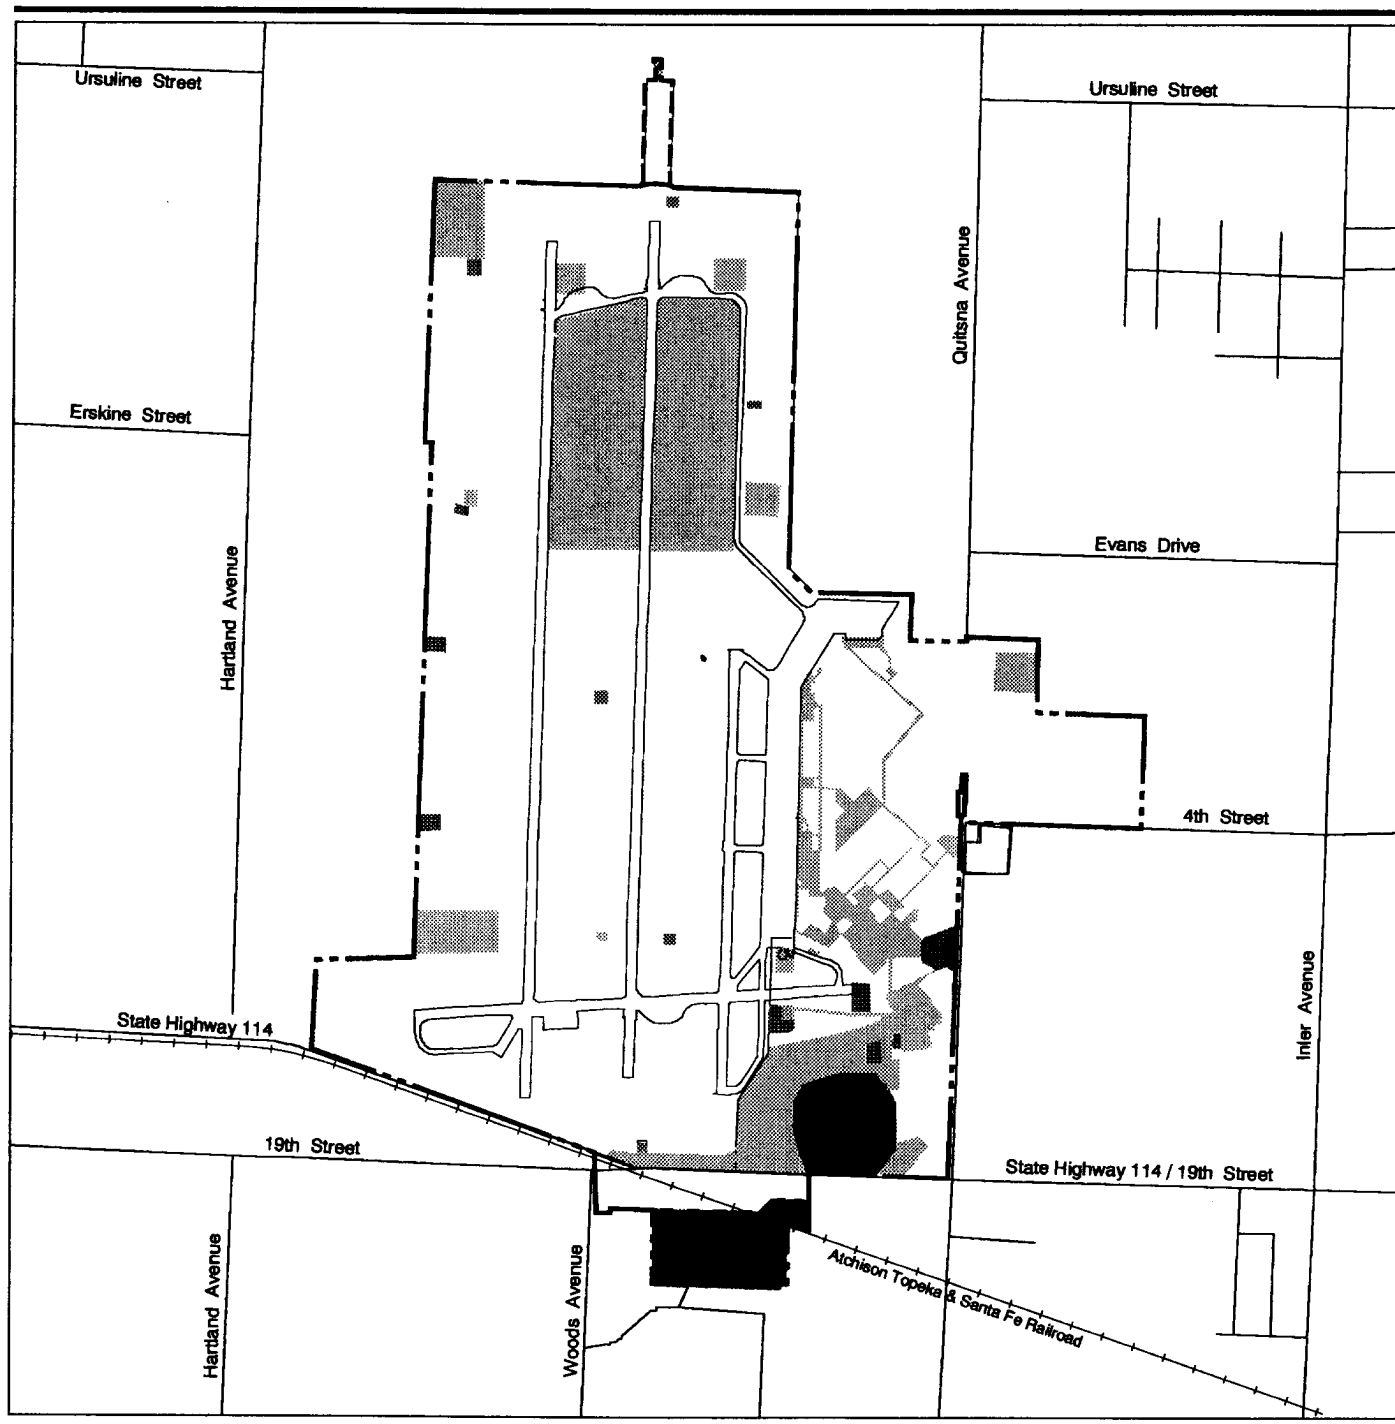 Ursuline Street
Ursuline Street
Quitsna Avenue
Erskine Street
Evans Drive
Hartland Avenue
4th Street
Inler Avenue
State Highway 114
19th Street
State Highway 114 / 19th Street
Hartland Avenue
Woods Avenue
Atchison Topeka & Santa Fe Railroad